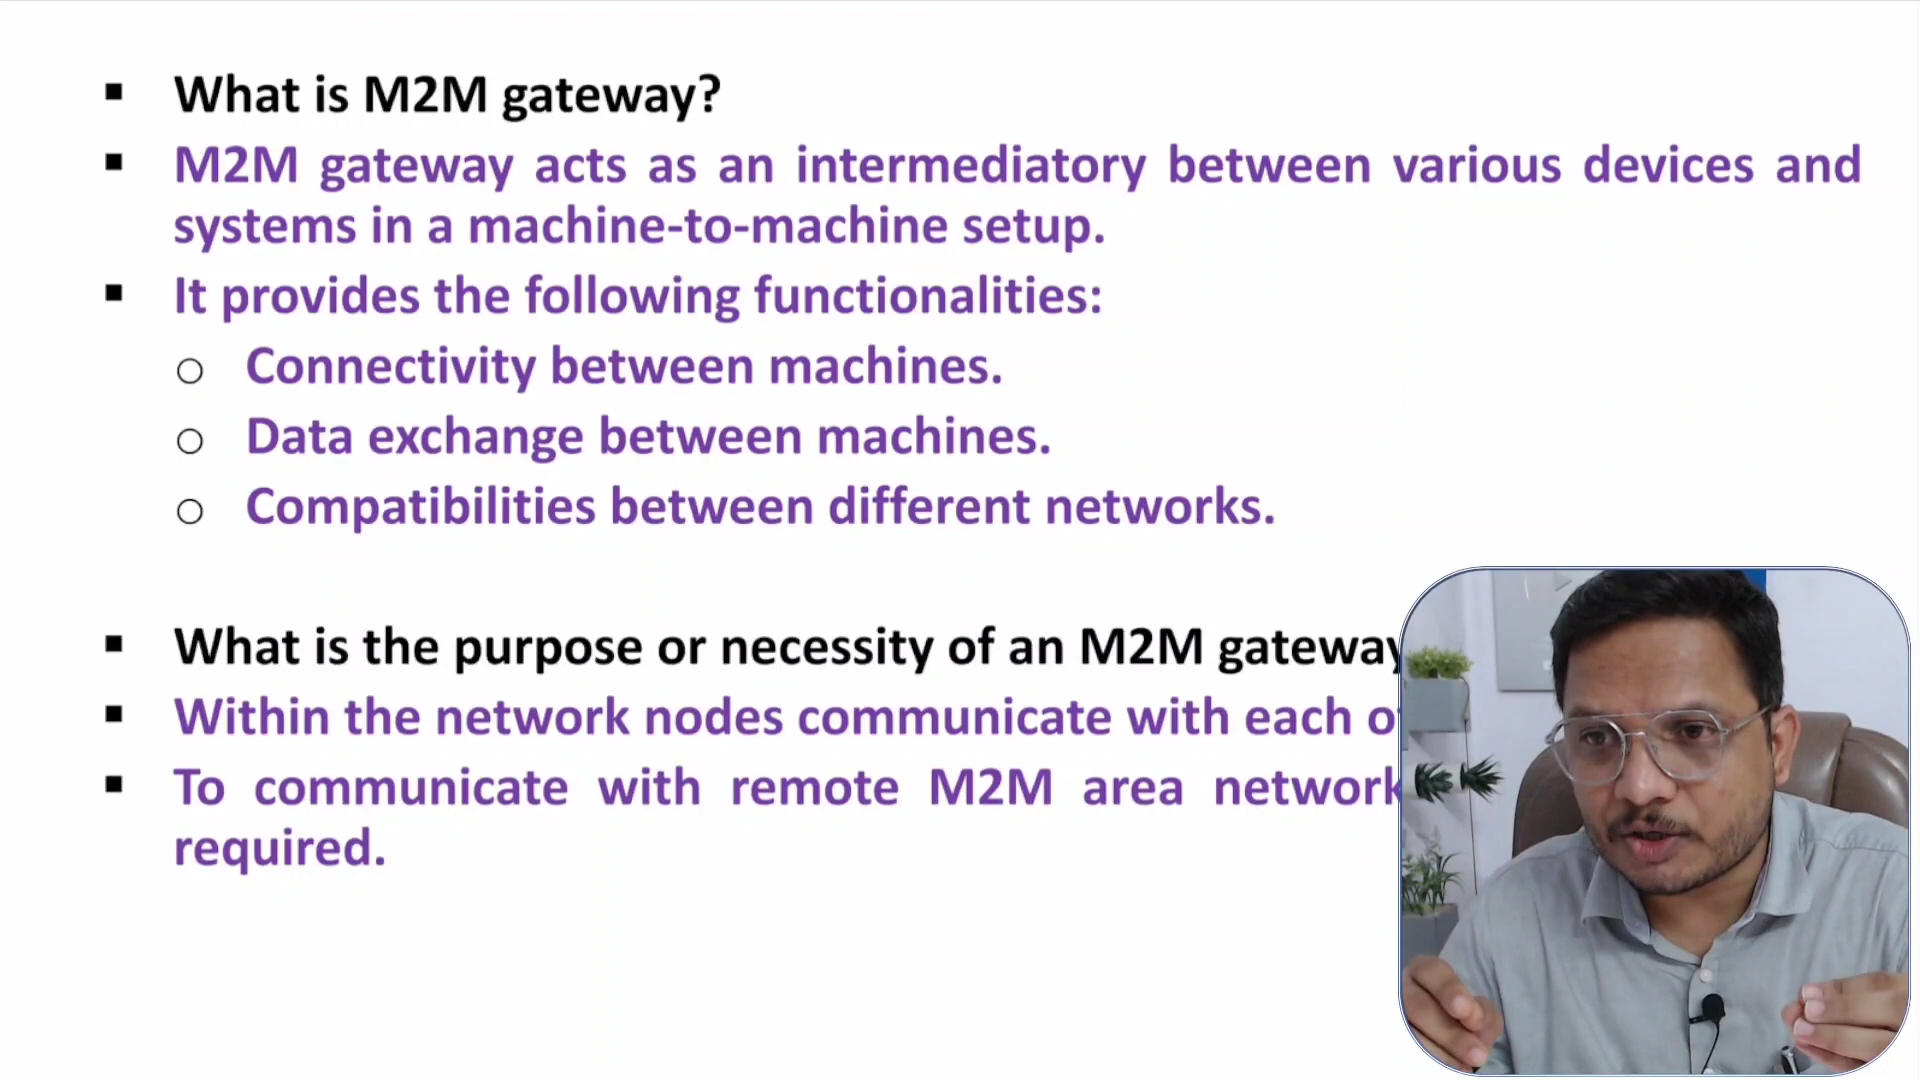 ▪ What is M2M gateway?
▪ M2M gateway acts as an intermediatory between various devices and
systems in a machine-to-machine setup.
▪ It provides the following functionalities:
o Connectivity between machines.
o Data exchange between machines.
o Compatibilities between different networks.
▪ What is the purpose or necessity of an M2M gateway
▪ Within the network nodes communicate with each
▪ To communicate with remote M2M area network
required.